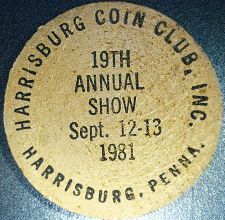 HARRISBURG COIN CLUB, INC.
19TH
ANNUAL
SHOW
Sept. 12-13
1981
HARRISBURG, PENNA.